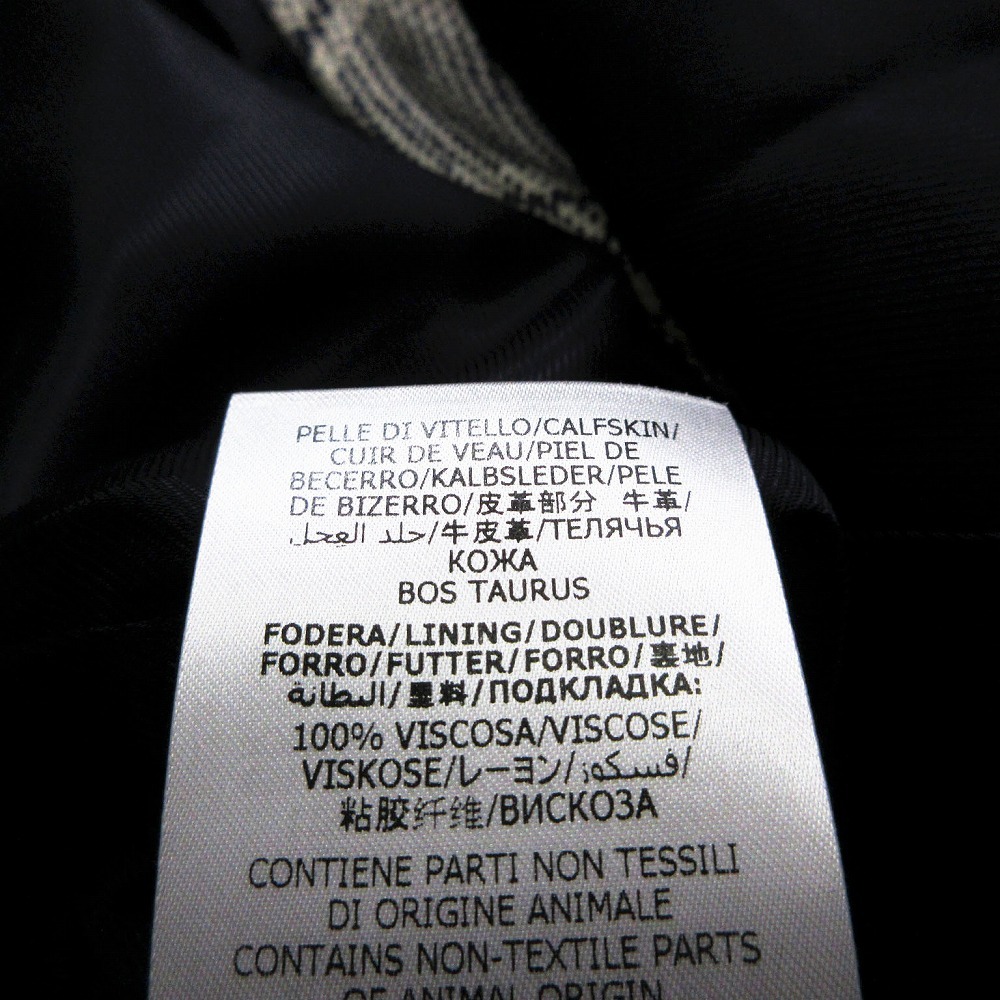 PELLE DI VITELLO/CALFSKIN/
CUIR DE VEAU/PIEL DE
BECERRO/KALBSLEDER/PELE
DE BIZERRO/皮革部分 牛革/
جلد العجل/牛皮革/ТЕЛЯЧЬЯ
КОЖА
BOS TAURUS
FODERA/LINING/DOUBLURE/
FORRO/FUTTER/FORRO/裏地/
البطانة/里料/ПОДКЛАДКА:
100% VISCOSA/VISCOSE/
VISKOSE/レーヨン/فسكوز/
粘胶纤维/ВИСКОЗА
CONTIENE PARTI NON TESSILI
DI ORIGINE ANIMALE
CONTAINS NON-TEXTILE PARTS
OF ANIMAL ORIGIN